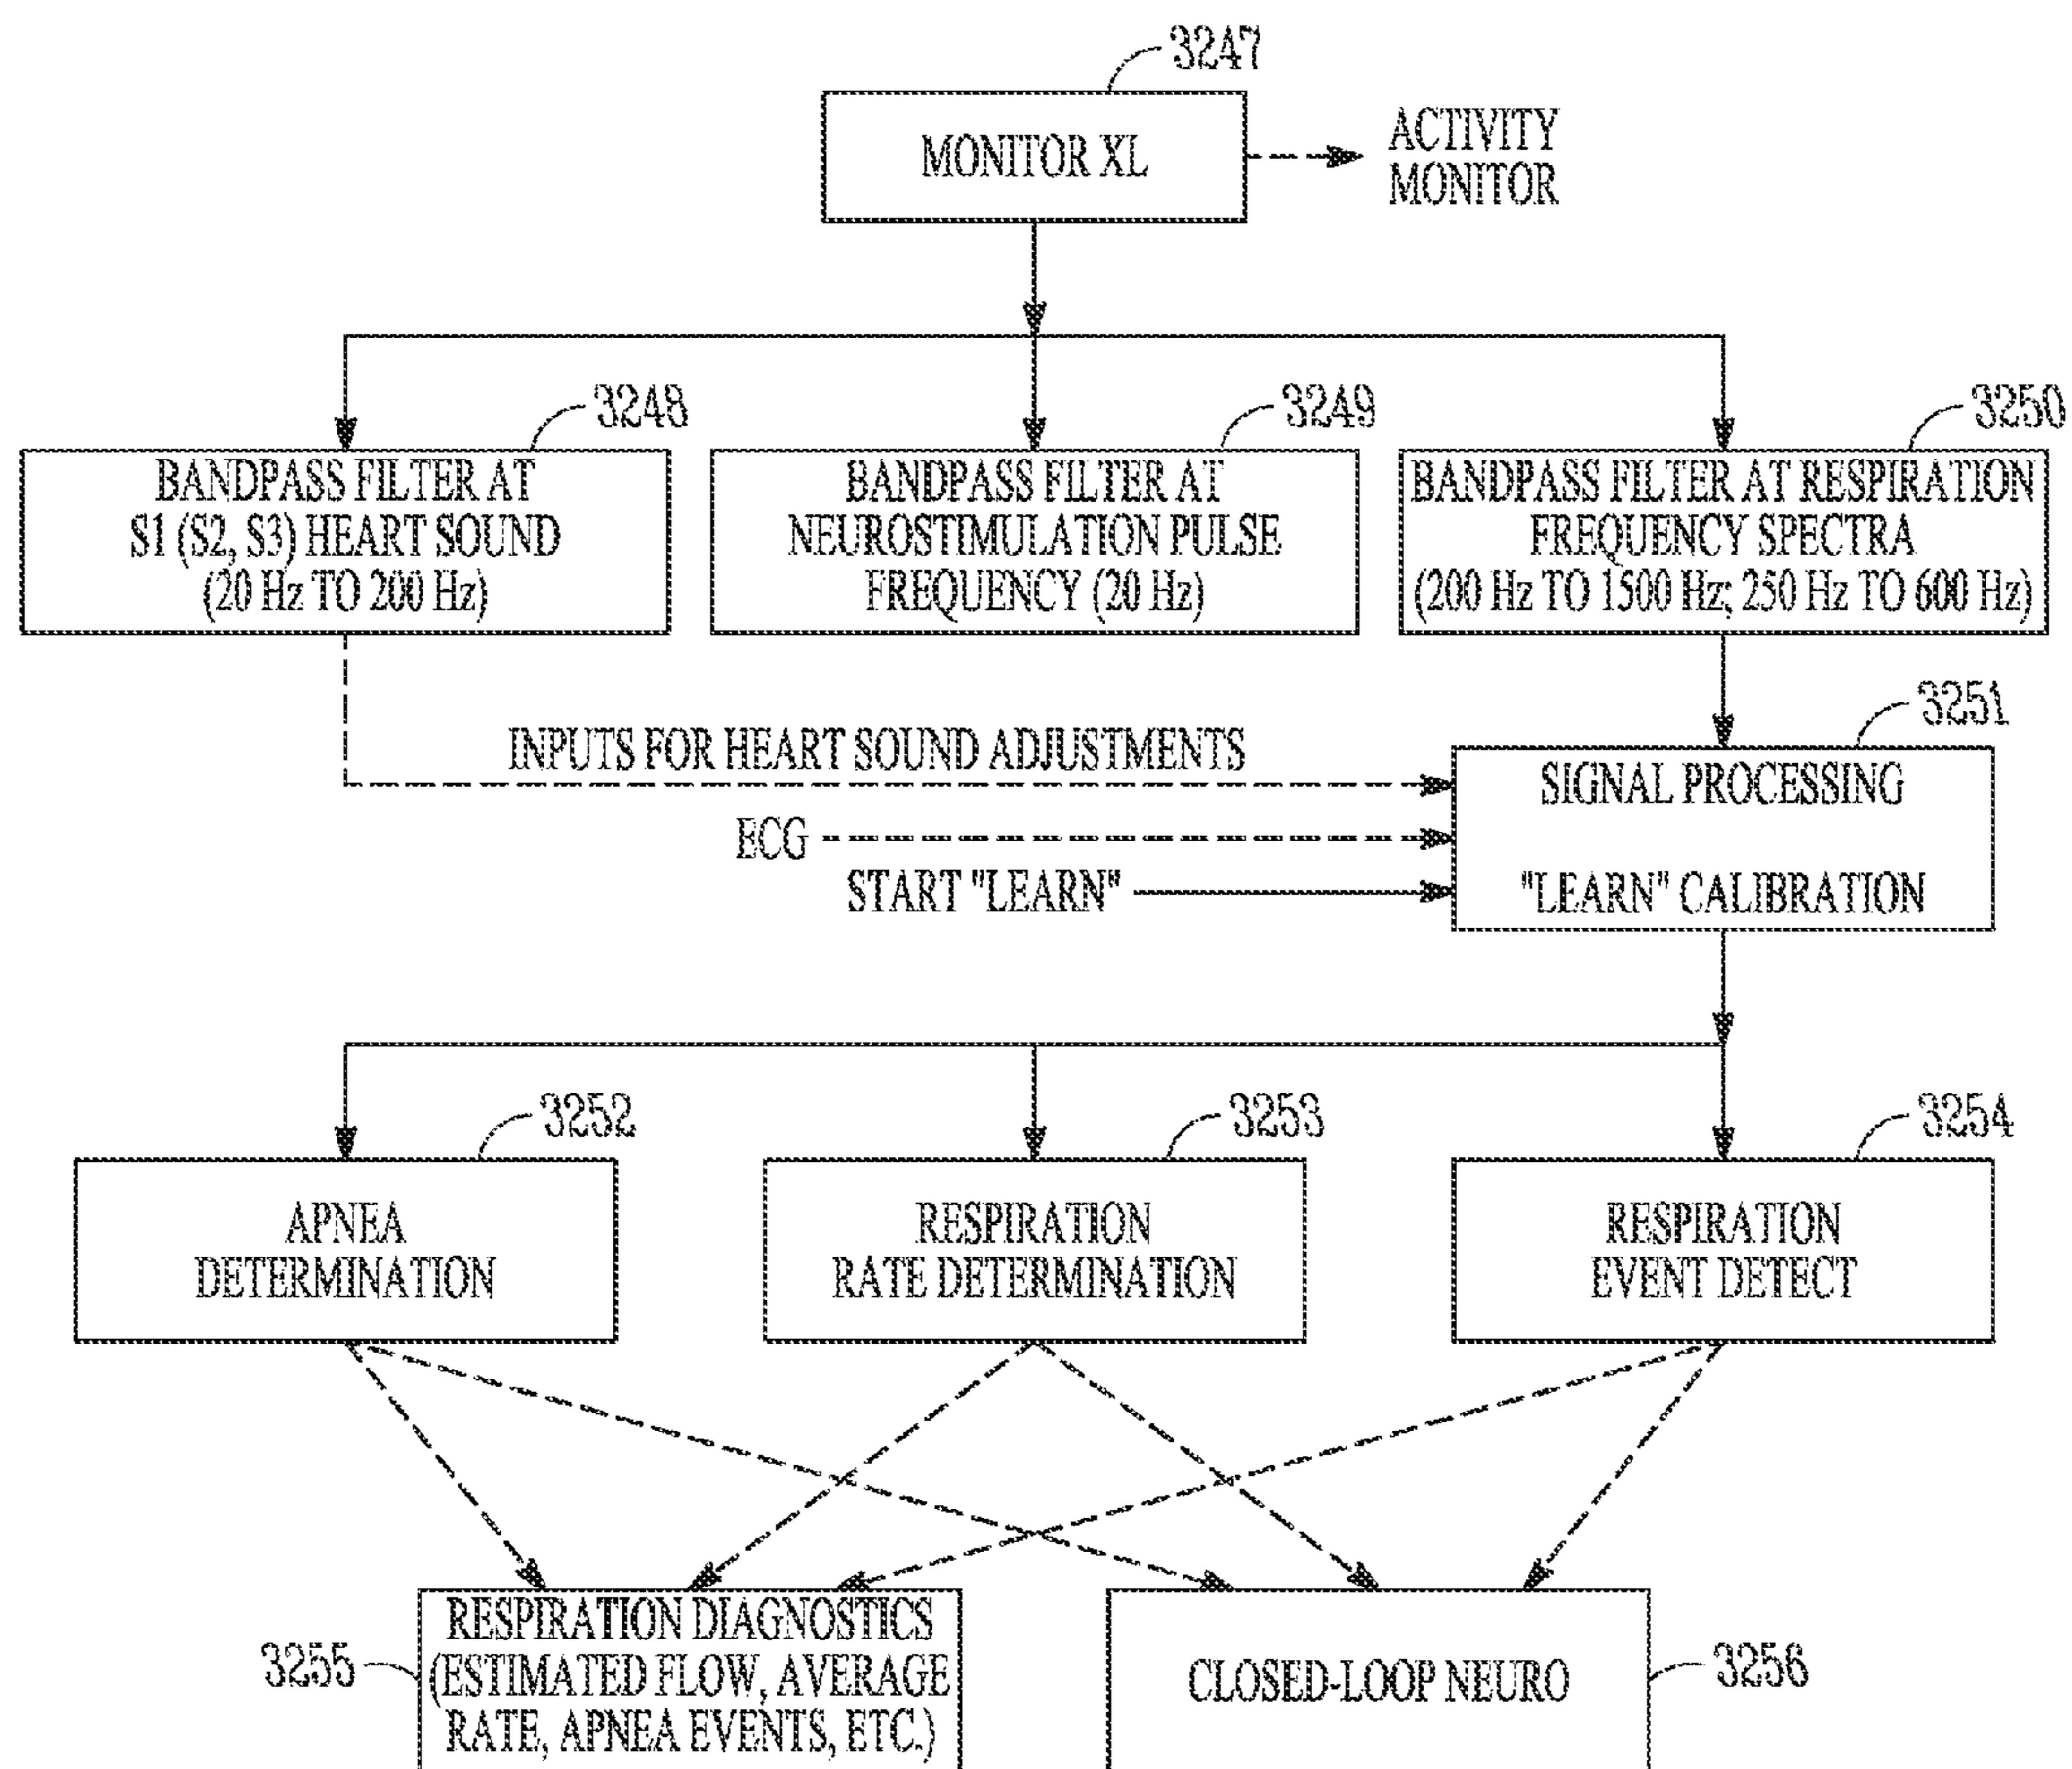 3247
MONITOR XL
ACTIVITY
MONITOR
3248
3249
3250
BANDPASS FILTER AT
S1 (S2, S3) HEART SOUND
(20 Hz TO 200 Hz)
BANDPASS FILTER AT
NEUROSTIMULATION PULSE
FREQUENCY (20 Hz)
BANDPASS FILTER AT RESPIRATION
FREQUENCY SPECTRA
(200 Hz TO 1500 Hz; 250 Hz TO 600 Hz)
3251
INPUTS FOR HEART SOUND ADJUSTMENTS
ECG
START "LEARN"
SIGNAL PROCESSING
"LEARN" CALIBRATION
3252
3253
3254
APNEA
DETERMINATION
RESPIRATION
RATE DETERMINATION
RESPIRATION
EVENT DETECT
3255
RESPIRATION DIAGNOSTICS
(ESTIMATED FLOW, AVERAGE
RATE, APNEA EVENTS, ETC.)
CLOSED-LOOP NEURO
3256